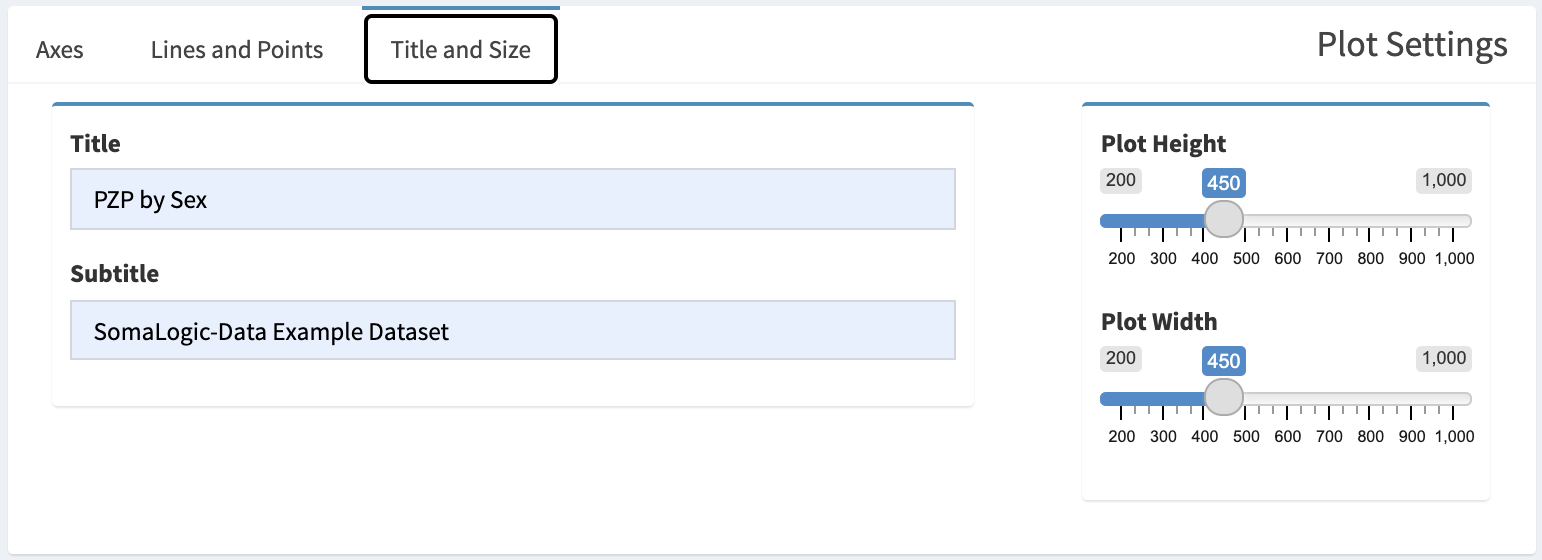 Axes Lines and Points Title and Size Plot Settings
Title
PZP by Sex
Subtitle
SomaLogic-Data Example Dataset
Plot Height
200 450 1,000
200 300 400 500 600 700 800 900 1,000
Plot Width
200 450 1,000
200 300 400 500 600 700 800 900 1,000